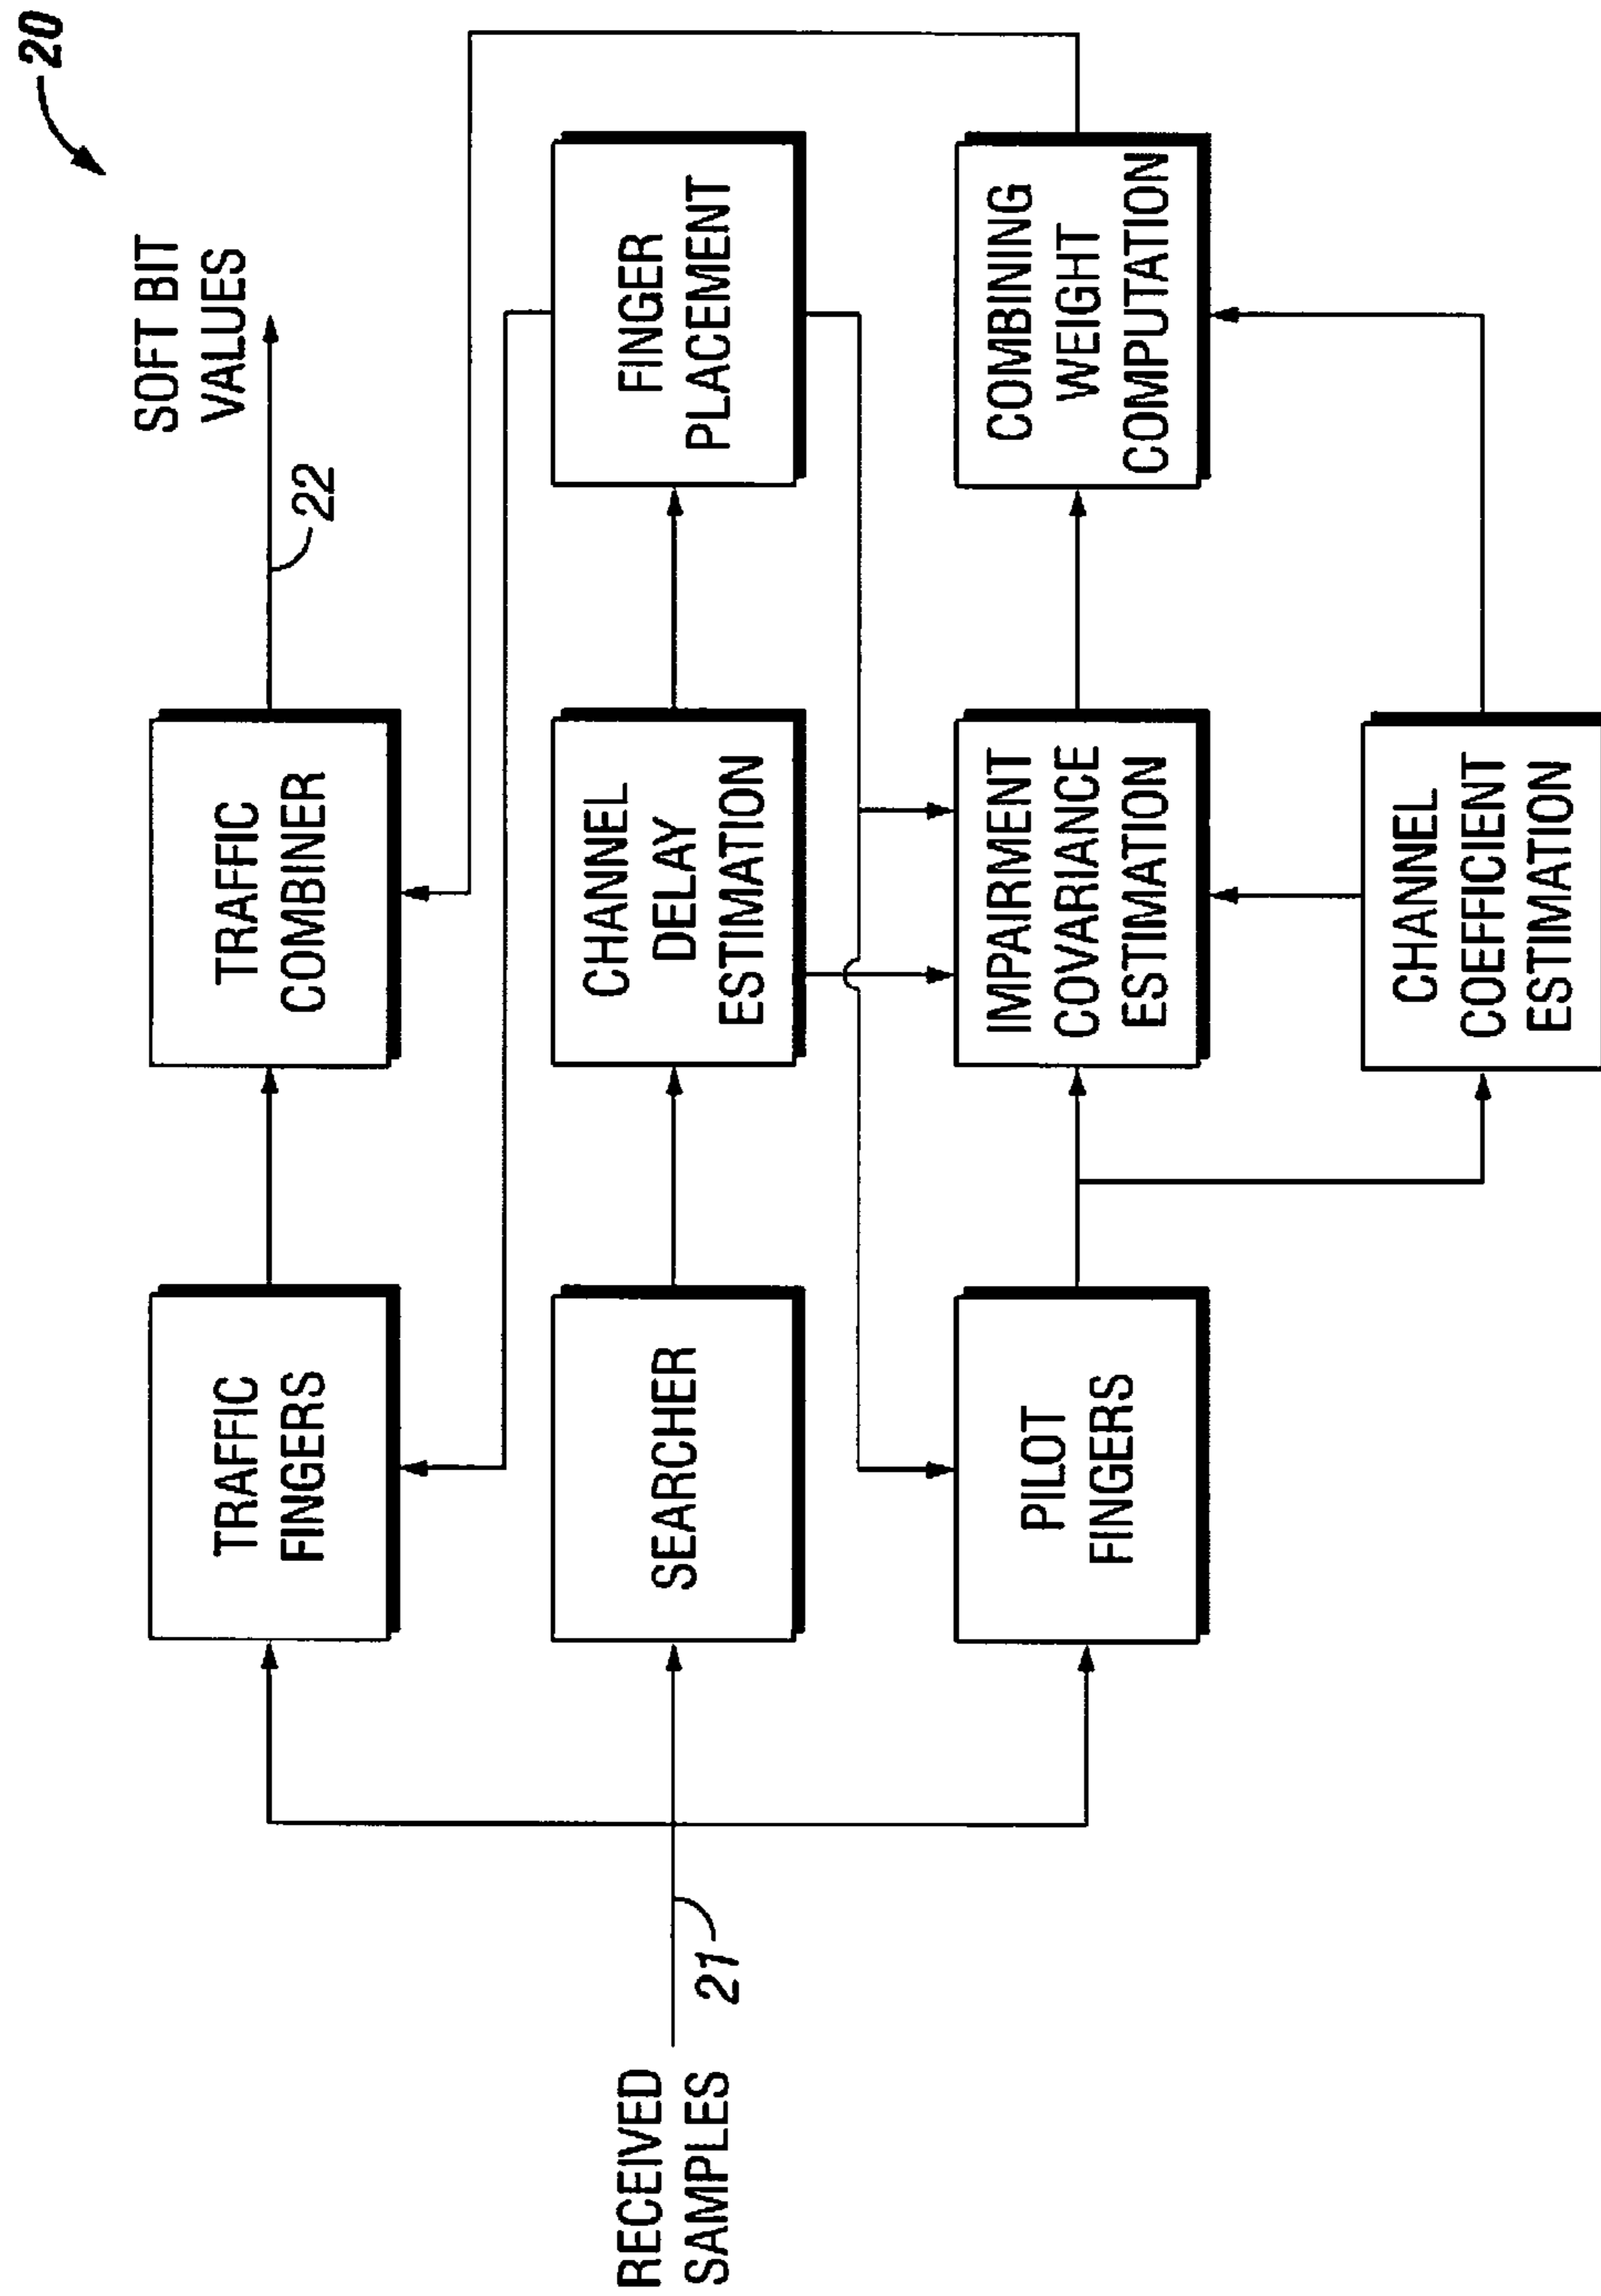 20
SOFT BIT
VALUES
22
TRAFFIC
FINGERS
TRAFFIC
COMBINER
RECEIVED
SAMPLES
21
SEARCHER
CHANNEL
DELAY
ESTIMATION
FINGER
PLACEMENT
PILOT
FINGERS
IMPAIRMENT
COVARIANCE
ESTIMATION
COMBINING
WEIGHT
COMPUTATION
CHANNEL
COEFFICIENT
ESTIMATION